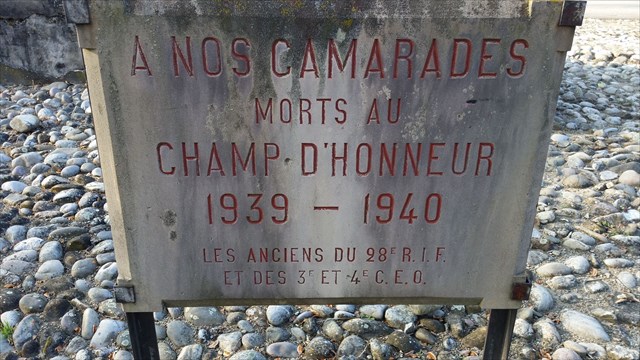 A NOS CAMARADES
MORTS AU
CHAMP D'HONNEUR
1939 – 1940
LES ANCIENS DU 28E R.I.F.
ET DES 3E ET 4E C.E.O.